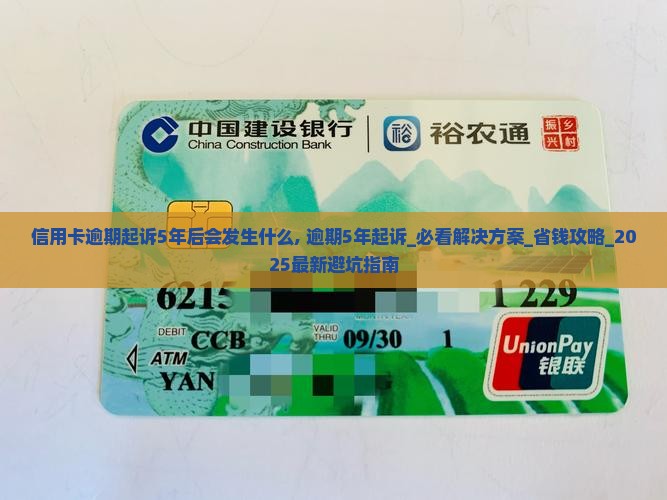 中国建设银行
China Construction Bank
裕
裕农通
振 乡
兴 村
信用卡逾期起诉5年后会发生什么, 逾期5年起诉_必看解决方案_省钱攻略_20
25最新避坑指南
6215 1 229
MONTH/YEAR
DEBIT CCB VALID THRU 09/30 1
ATM
YAN
UnionPay
银联